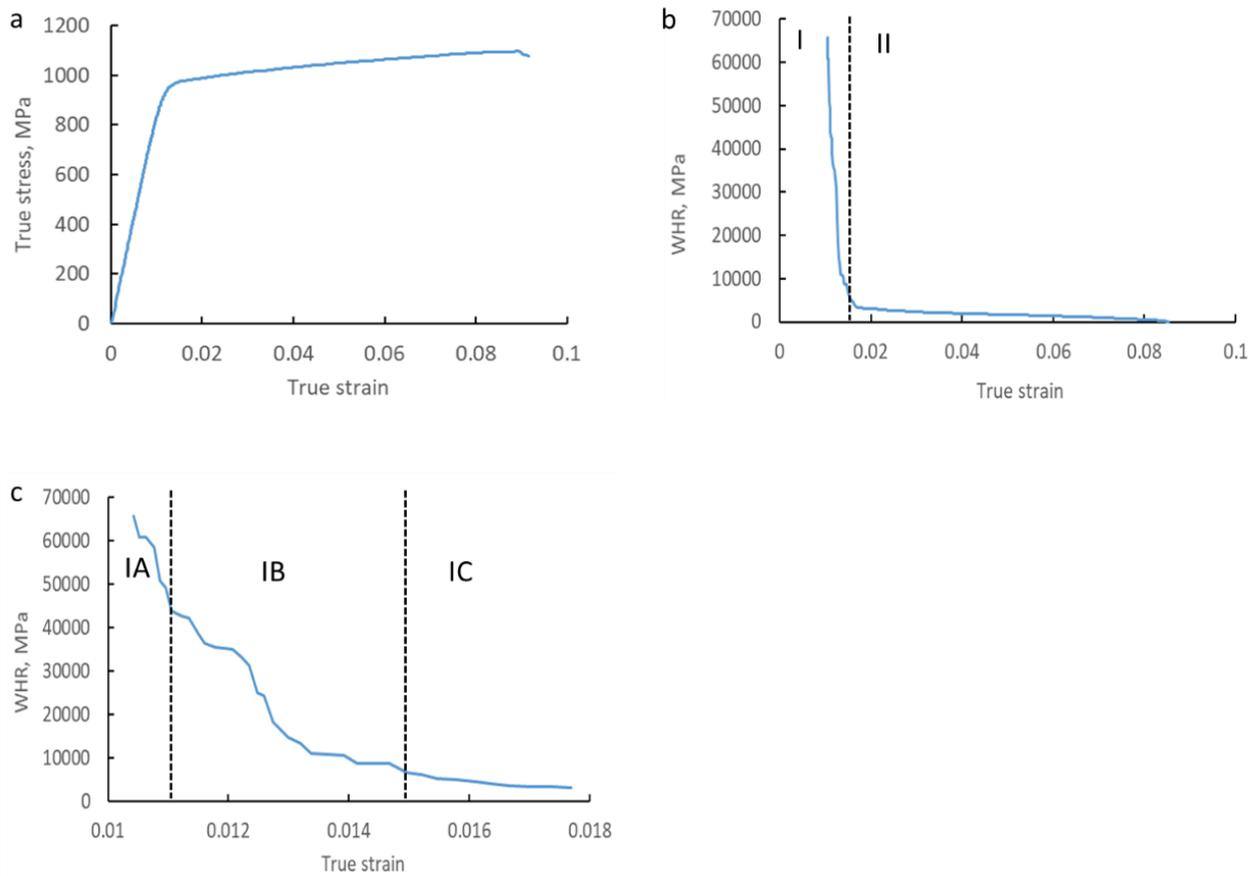 a
1200
1000
800
600
400
200
0
0 0.02 0.04 0.06 0.08 0.1
True stress, MPa
True strain
b
70000
60000
50000
40000
30000
20000
10000
0
0 0.02 0.04 0.06 0.08 0.1
WHR, MPa
True strain
I II
c
70000
60000
50000
40000
30000
20000
10000
0
0.01 0.012 0.014 0.016 0.018
WHR, MPa
True strain
IA IB IC